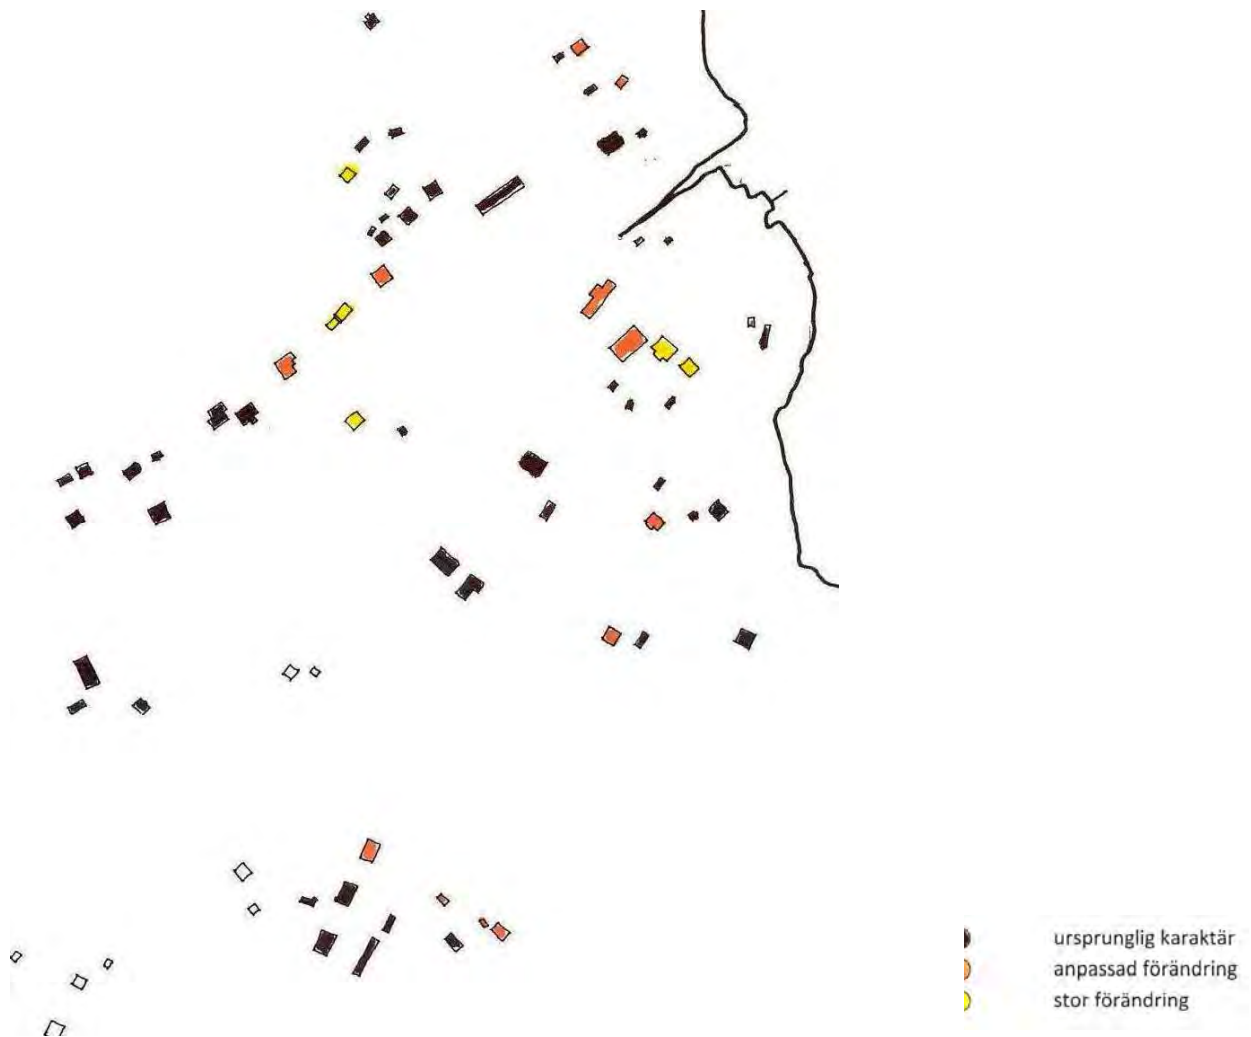 ursprunglig karaktär
anpassad förändring
stor förändring